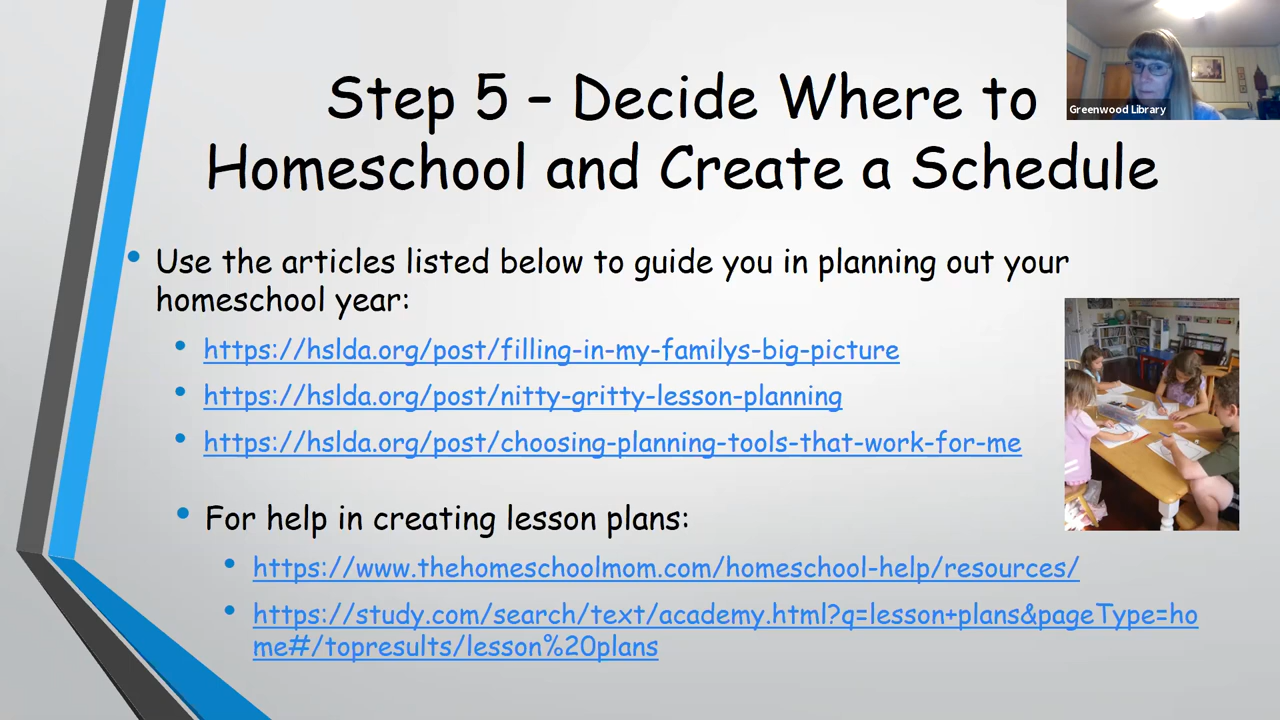 Step 5 – Decide Where to
Homeschool and Create a Schedule
Greenwood Library
Use the articles listed below to guide you in planning out your
homeschool year:
https://hslda.org/post/filling-in-my-familys-big-picture
https://hslda.org/post/nitty-gritty-lesson-planning
https://hslda.org/post/choosing-planning-tools-that-work-for-me
For help in creating lesson plans:
https://www.thehomeschoolmom.com/homeschool-help/resources/
https://study.com/search/text/academy.html?q=lesson+plans&pageType=ho
me#/topresults/lesson%20plans